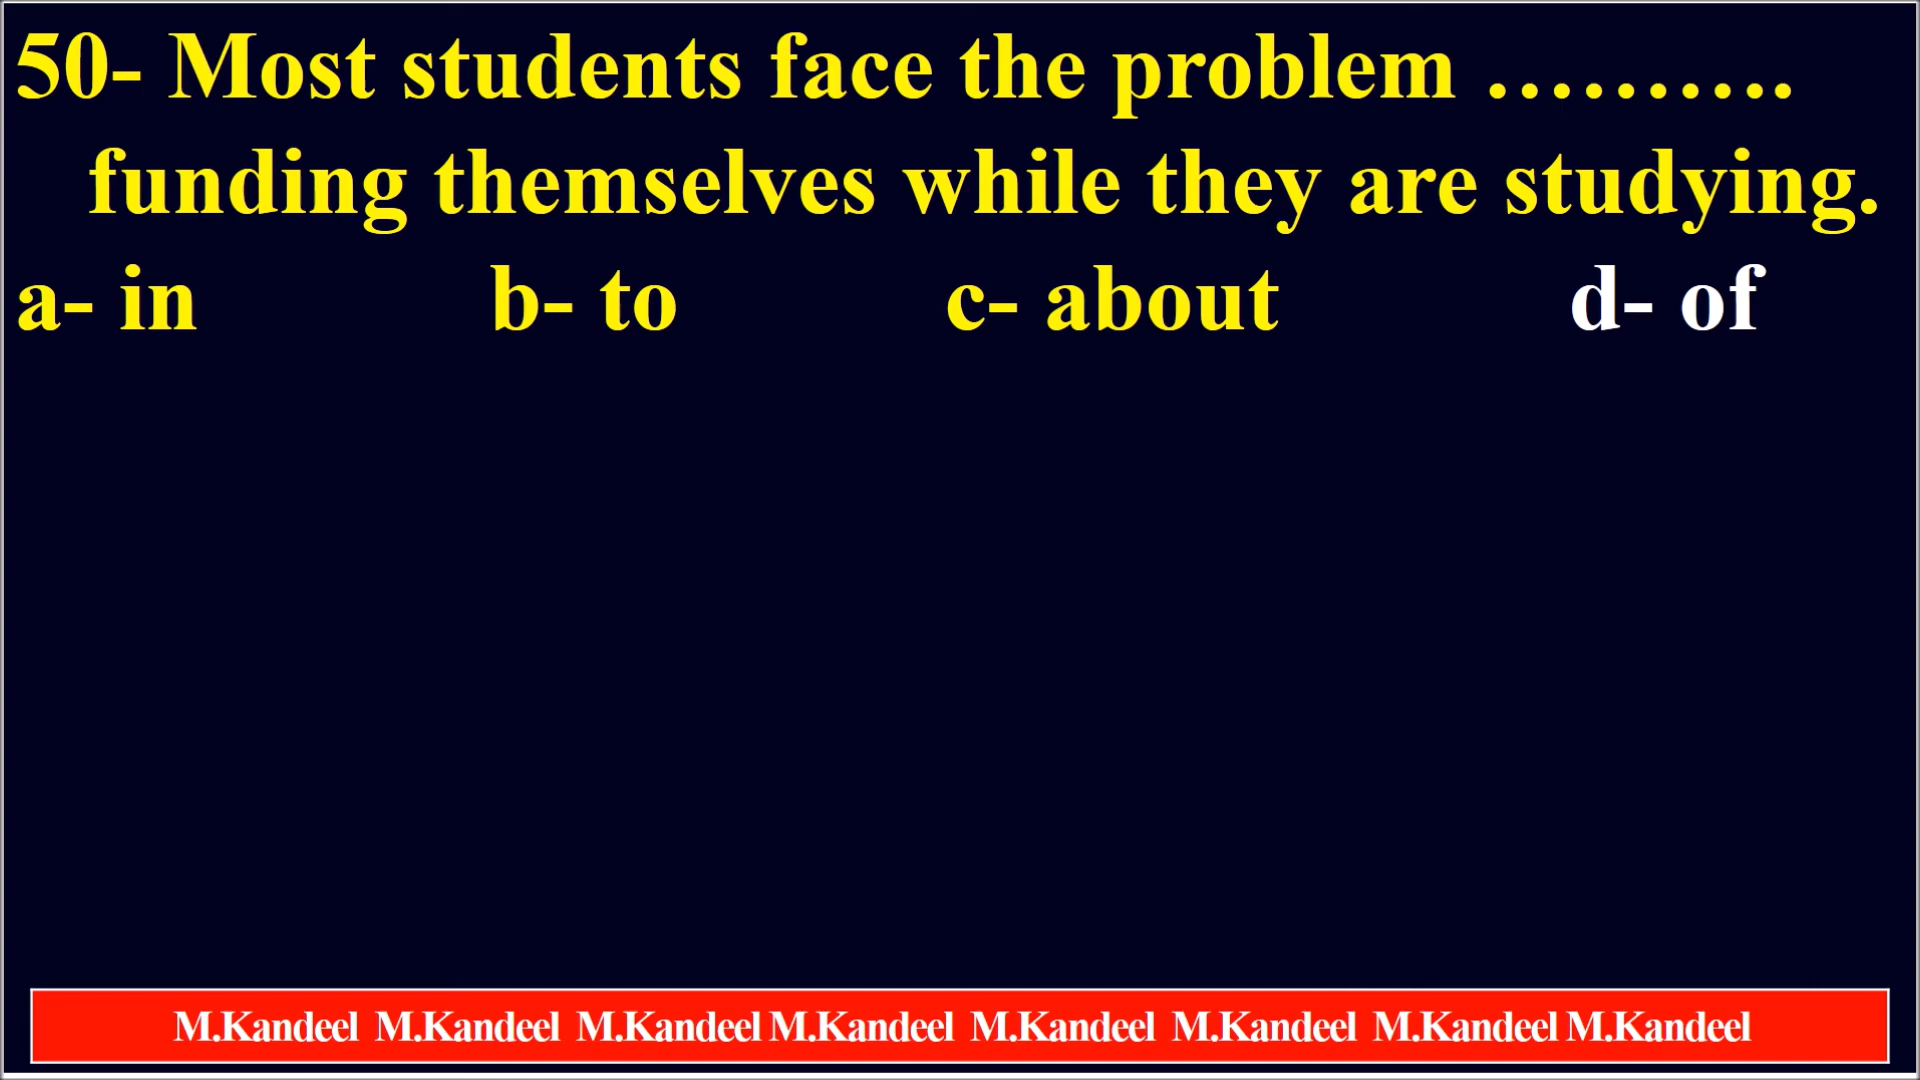 50- Most students face the problem ……….
funding themselves while they are studying.
a- in b- to c- about d- of
M.Kandeel M.Kandeel M.Kandeel M.Kandeel M.Kandeel M.Kandeel M.Kandeel M.Kandeel